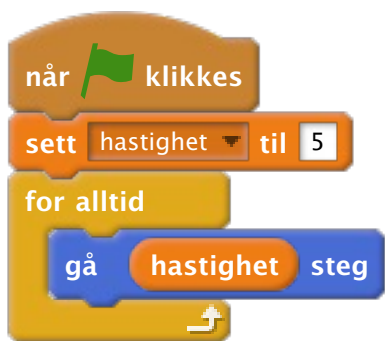 når klikkes
sett hastighet til 5
for alltid
gå hastighet steg